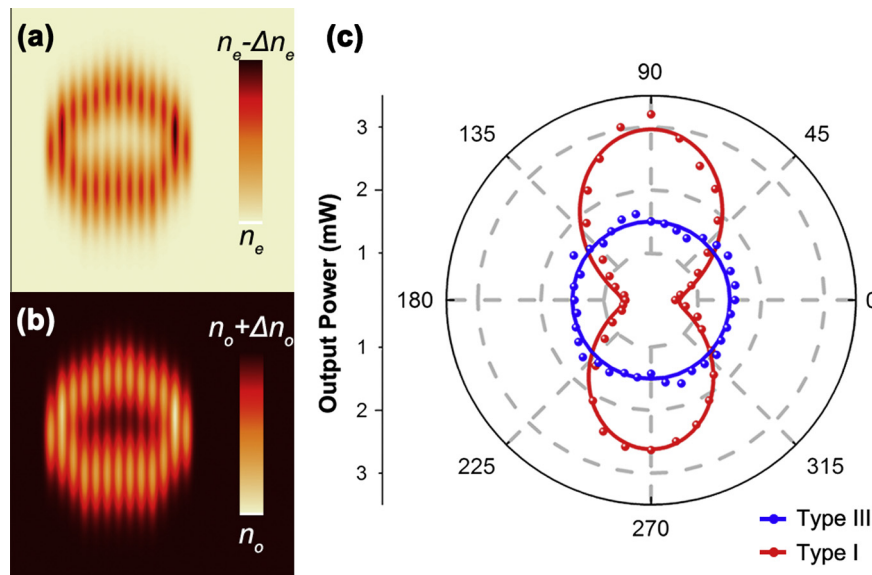 (a)
n_e-Δn_e
n_e
(b)
n_o+Δn_o
n_o
(c)
90
135
45
180
0
225
315
270
3
2
1
1
2
3
Output Power (mW)
Type III
Type I